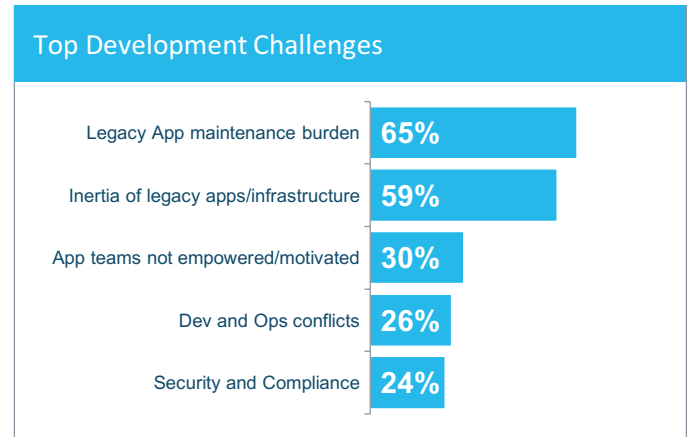 Top Development Challenges
Legacy App maintenance burden 65%
Inertia of legacy apps/infrastructure 59%
App teams not empowered/motivated 30%
Dev and Ops conflicts 26%
Security and Compliance 24%